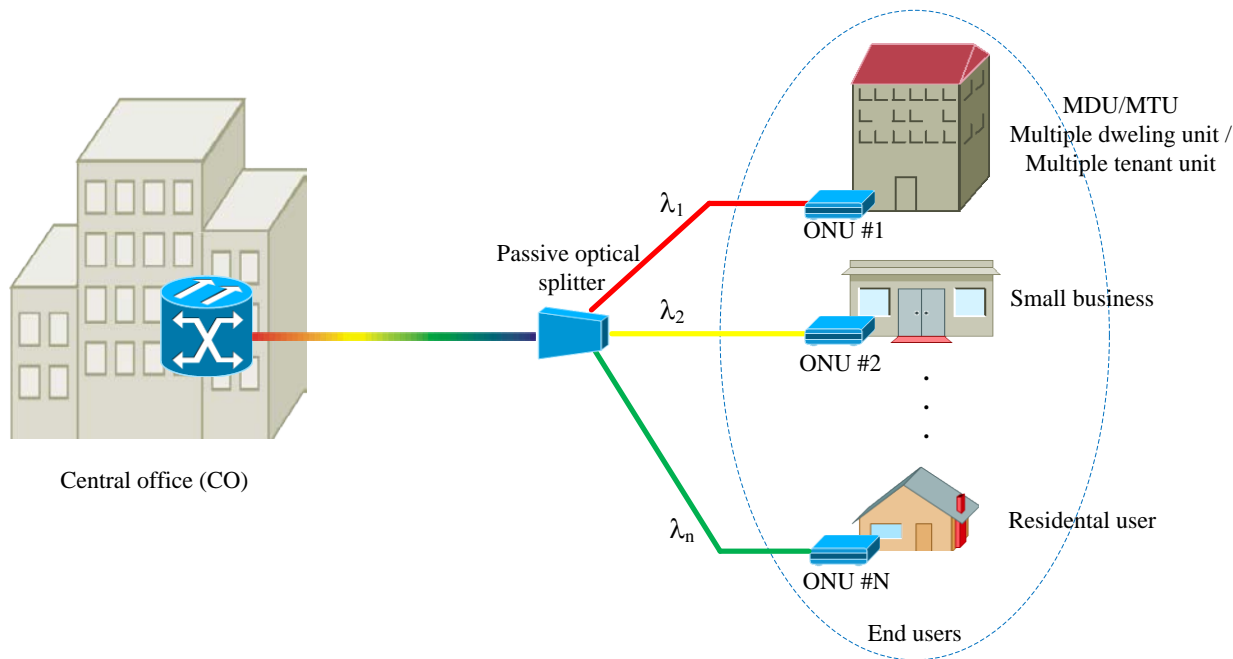 MDU/MTU
Multiple dweling unit /
Multiple tenant unit
λ1
ONU #1
Passive optical
splitter
λ2
Small business
ONU #2
Central office (CO)
λn
Residental user
ONU #N
End users